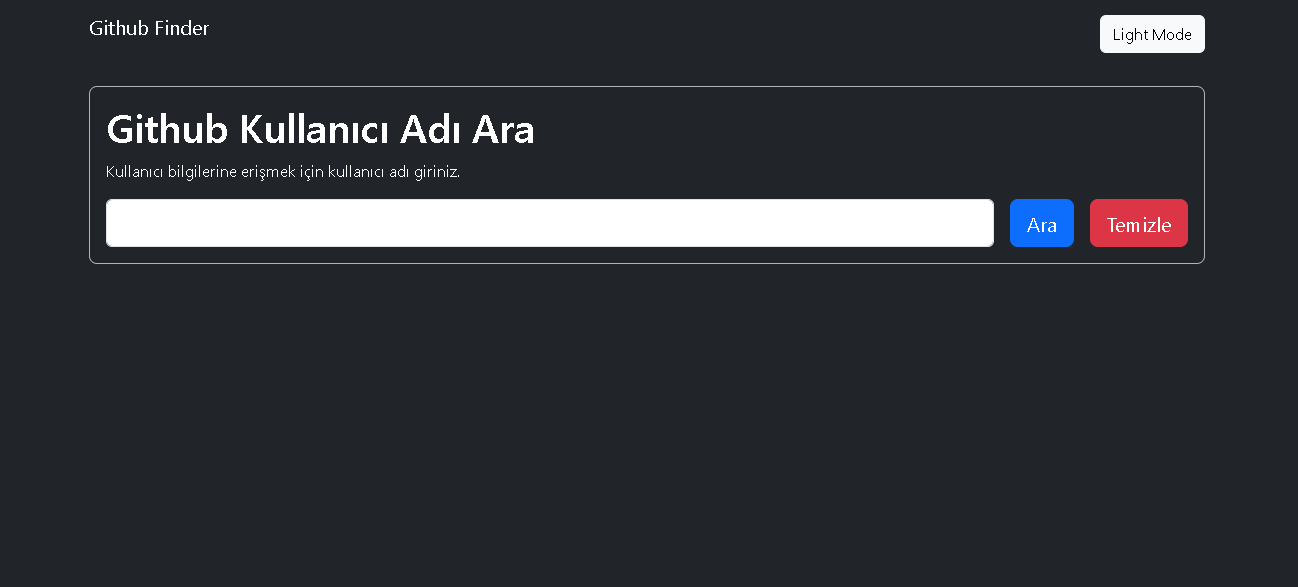 Github Finder
Light Mode
Github Kullanıcı Adı Ara
Kullanıcı bilgilerine erişmek için kullanıcı adı giriniz.
Ara
Temizle